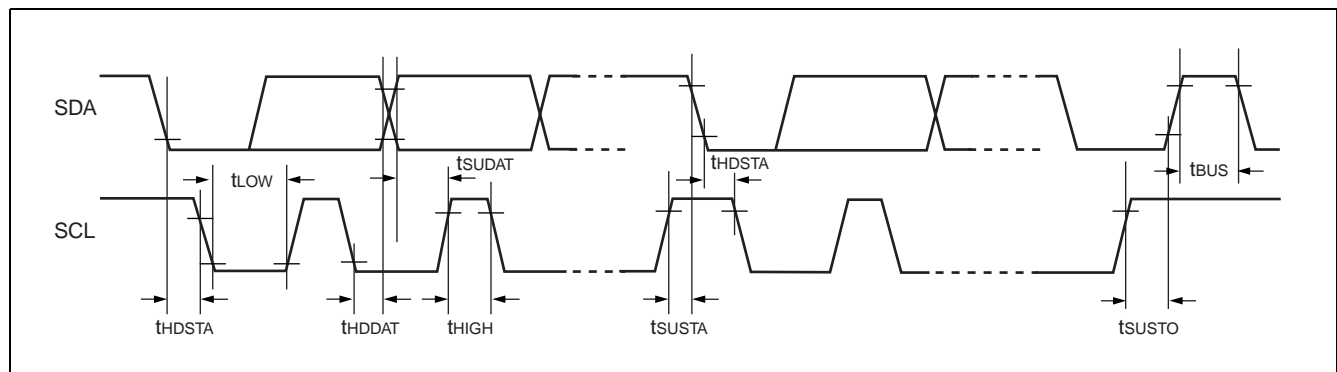 SDA
tHDSTA
tSUDAT
tLOW
tBUS
SCL
tHDSTA
tHDDAT
tHIGH
tSUSTA
tSUSTO